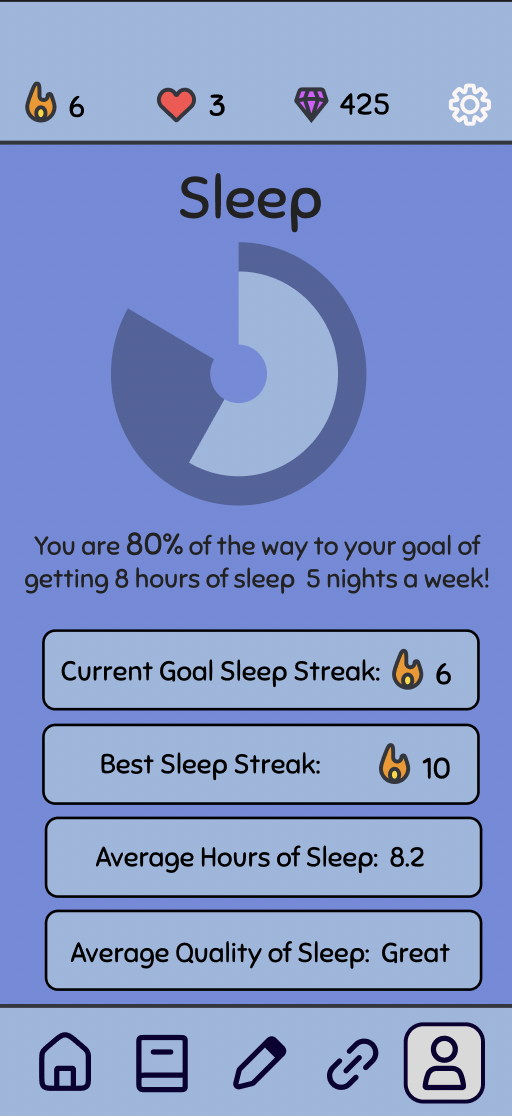 6 3 425
Sleep
You are 80% of the way to your goal of
getting 8 hours of sleep 5 nights a week!
Current Goal Sleep Streak: 6
Best Sleep Streak: 10
Average Hours of Sleep: 8.2
Average Quality of Sleep: Great